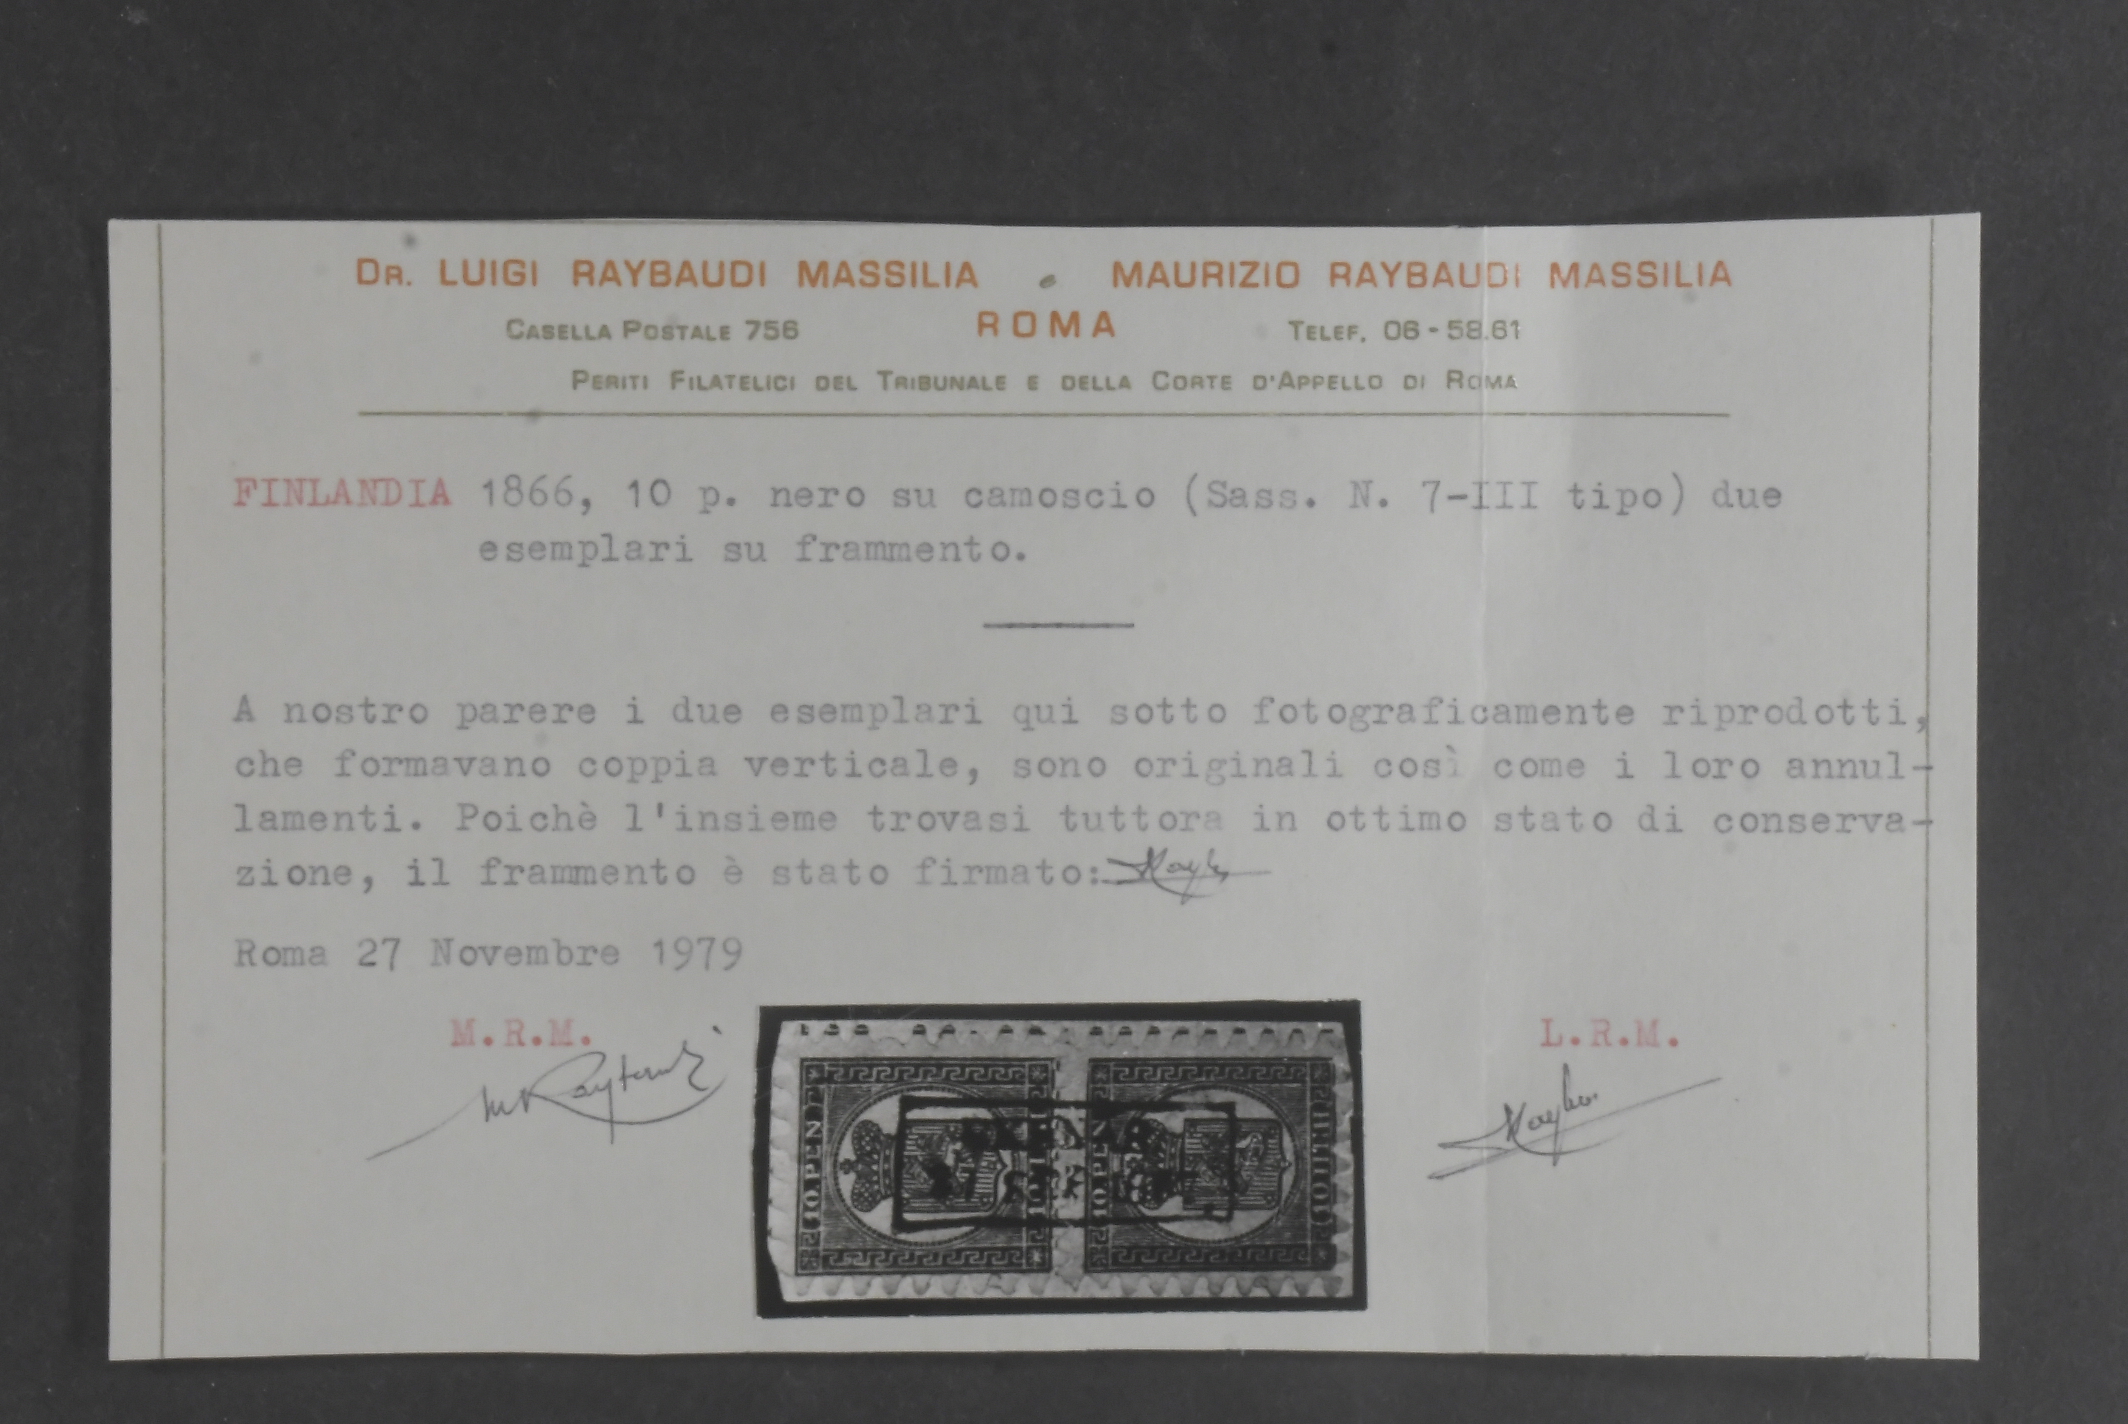 DR. LUIGI RAYBAUDI MASSILIA • MAURIZIO RAYBAUDI MASSILIA
CASELLA POSTALE 756 ROMA TELEF. 06 - 58.61
PERITI FILATELICI DEL TRIBUNALE E DELLA CORTE D'APPELLO DI ROMA
FINLANDIA 1866, 10 p. nero su camoscio (Sass. N. 7-III tipo) due
esemplari su frammento.
A nostro parere i due esemplari qui sotto fotograficamente riprodotti,
che formavano coppia verticale, sono originali così come i loro annul-
lamenti. Poichè l'insieme trovasi tuttora in ottimo stato di conserva-
zione, il frammento è stato firmato:
Roma 27 Novembre 1979
M.R.M. L.R.M.
10.PEN.
10.PEN.